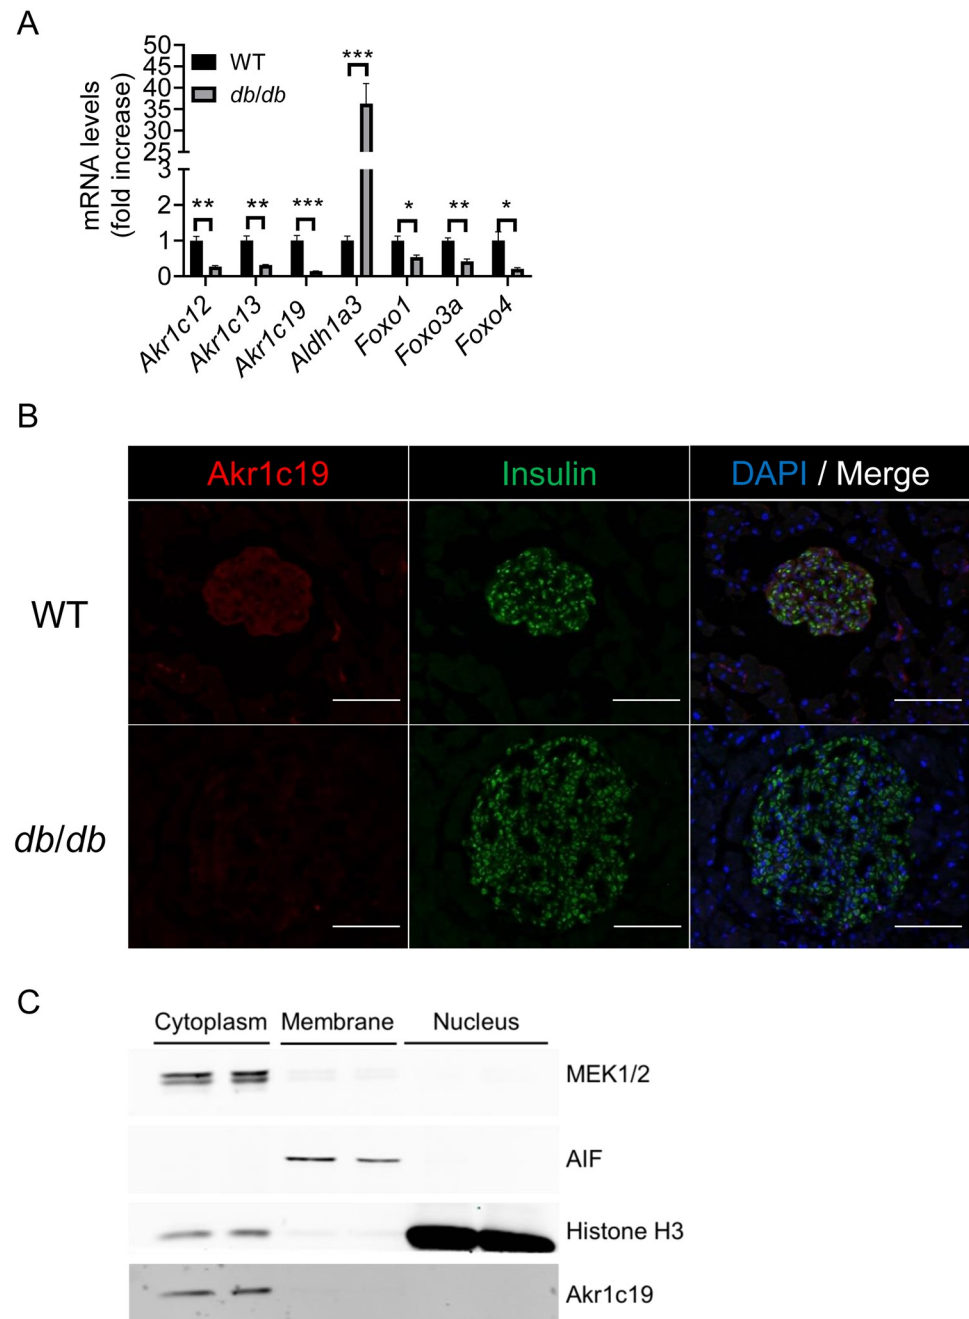 A
mRNA levels
(fold increase)
50
45
40
35
30
25
3
2
1
0
WT
db/db
**
**
***
***
*
**
*
Akr1c12
Akr1c13
Akr1c19
Aldh1a3
Foxo1
Foxo3a
Foxo4
B
Akr1c19
Insulin
DAPI / Merge
WT
db/db
C
Cytoplasm
Membrane
Nucleus
MEK1/2
AIF
Histone H3
Akr1c19